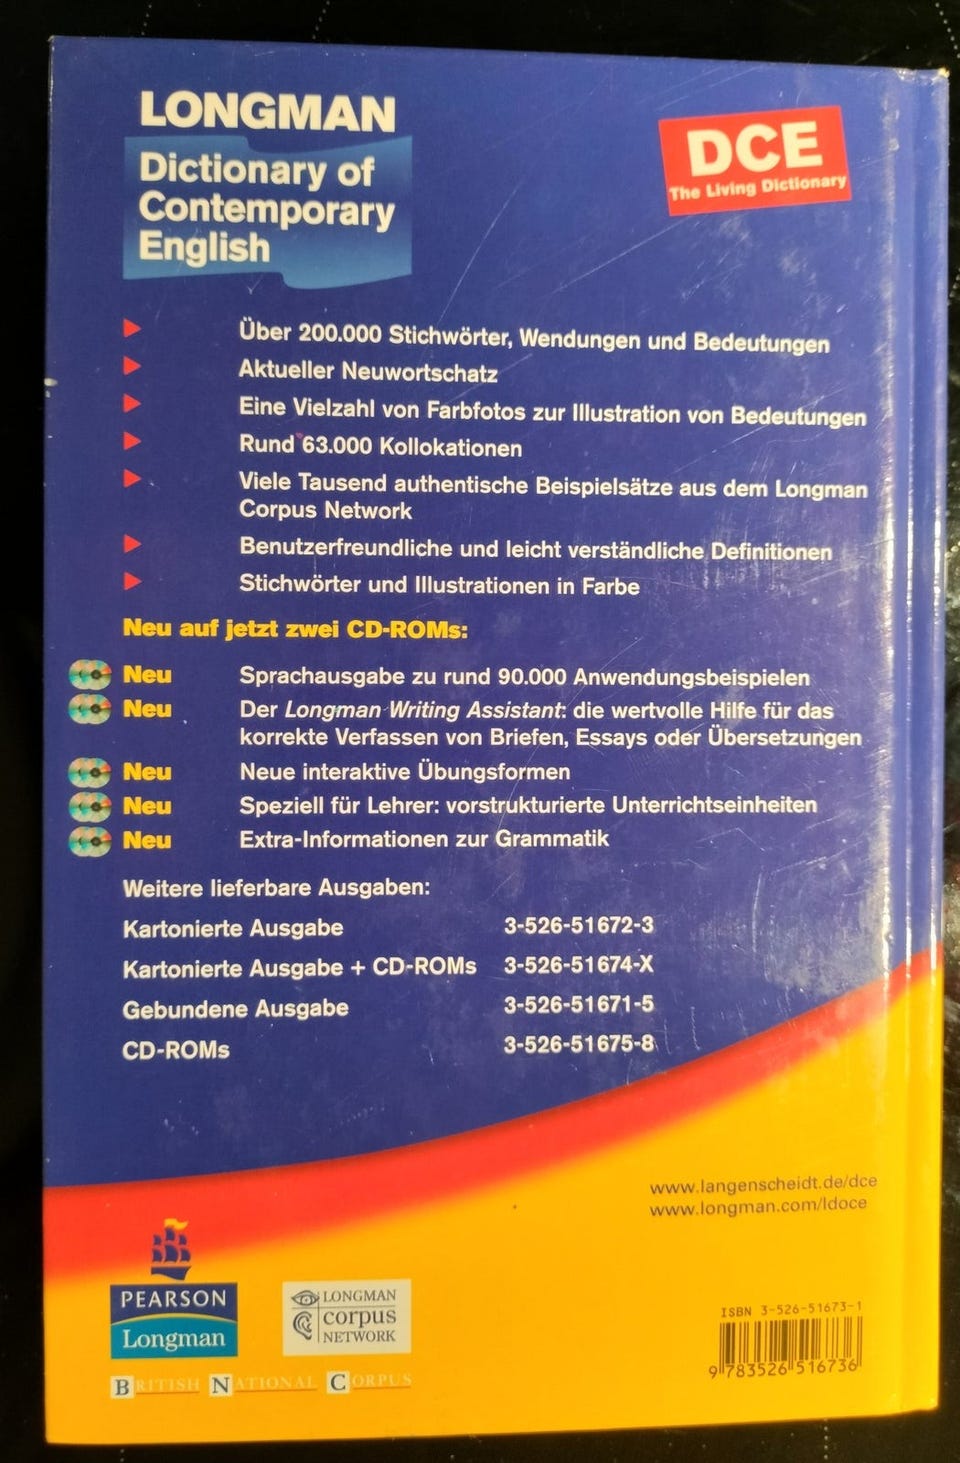 LONGMAN
Dictionary of
Contemporary
English
DCE
The Living Dictionary
Über 200.000 Stichwörter, Wendungen und Bedeutungen
Aktueller Neuwortschatz
Eine Vielzahl von Farbfotos zur Illustration von Bedeutungen
Rund 63.000 Kollokationen
Viele Tausend authentische Beispielsätze aus dem Longman
Corpus Network
Benutzerfreundliche und leicht verständliche Definitionen
Stichwörter und Illustrationen in Farbe
Neu auf jetzt zwei CD-ROMs:
Neu Sprachausgabe zu rund 90.000 Anwendungsbeispielen
Neu Der Longman Writing Assistant: die wertvolle Hilfe für das
korrekte Verfassen von Briefen, Essays oder Übersetzungen
Neu Neue interaktive Übungsformen
Neu Speziell für Lehrer: vorstrukturierte Unterrichtseinheiten
Neu Extra-Informationen zur Grammatik
Weitere lieferbare Ausgaben:
Kartonierte Ausgabe 3-526-51672-3
Kartonierte Ausgabe + CD-ROMs 3-526-51674-X
Gebundene Ausgabe 3-526-51671-5
CD-ROMs 3-526-51675-8
www.langenscheidt.de/dce
www.longman.com/ldoce
PEARSON
Longman
LONGMAN
corpus
NETWORK
BRITISH NATIONAL CORPUS
ISBN 3-526-51673-1
9 783526 516736